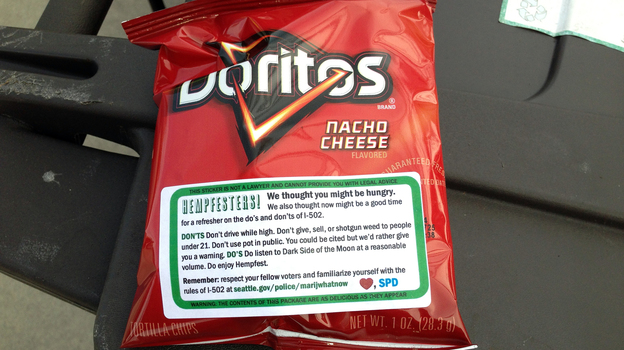 Doritos
® BRAND
NACHO
CHEESE
FLAVORED
GUARANTEED FRE
THIS STICKER IS NOT A LAWYER AND CANNOT PROVIDE YOU WITH LEGAL ADVICE
HEMPFESTERS! We thought you might be hungry.
We also thought now might be a good time
for a refresher on the do's and don'ts of I-502.
DON'TS Don't drive while high. Don't give, sell, or shotgun weed to people
under 21. Don't use pot in public. You could be cited but we'd rather give
you a warning. DO'S Do listen to Dark Side of the Moon at a reasonable
volume. Do enjoy Hempfest.
Remember: respect your fellow voters and familiarize yourself with the
rules of I-502 at seattle.gov/police/marijwhatnow ❤, SPD
WARNING: THE CONTENTS OF THIS PACKAGE ARE AS DELICIOUS AS THEY APPEAR
TORTILLA CHIPS
NET WT. 1 OZ. (28.3 g)